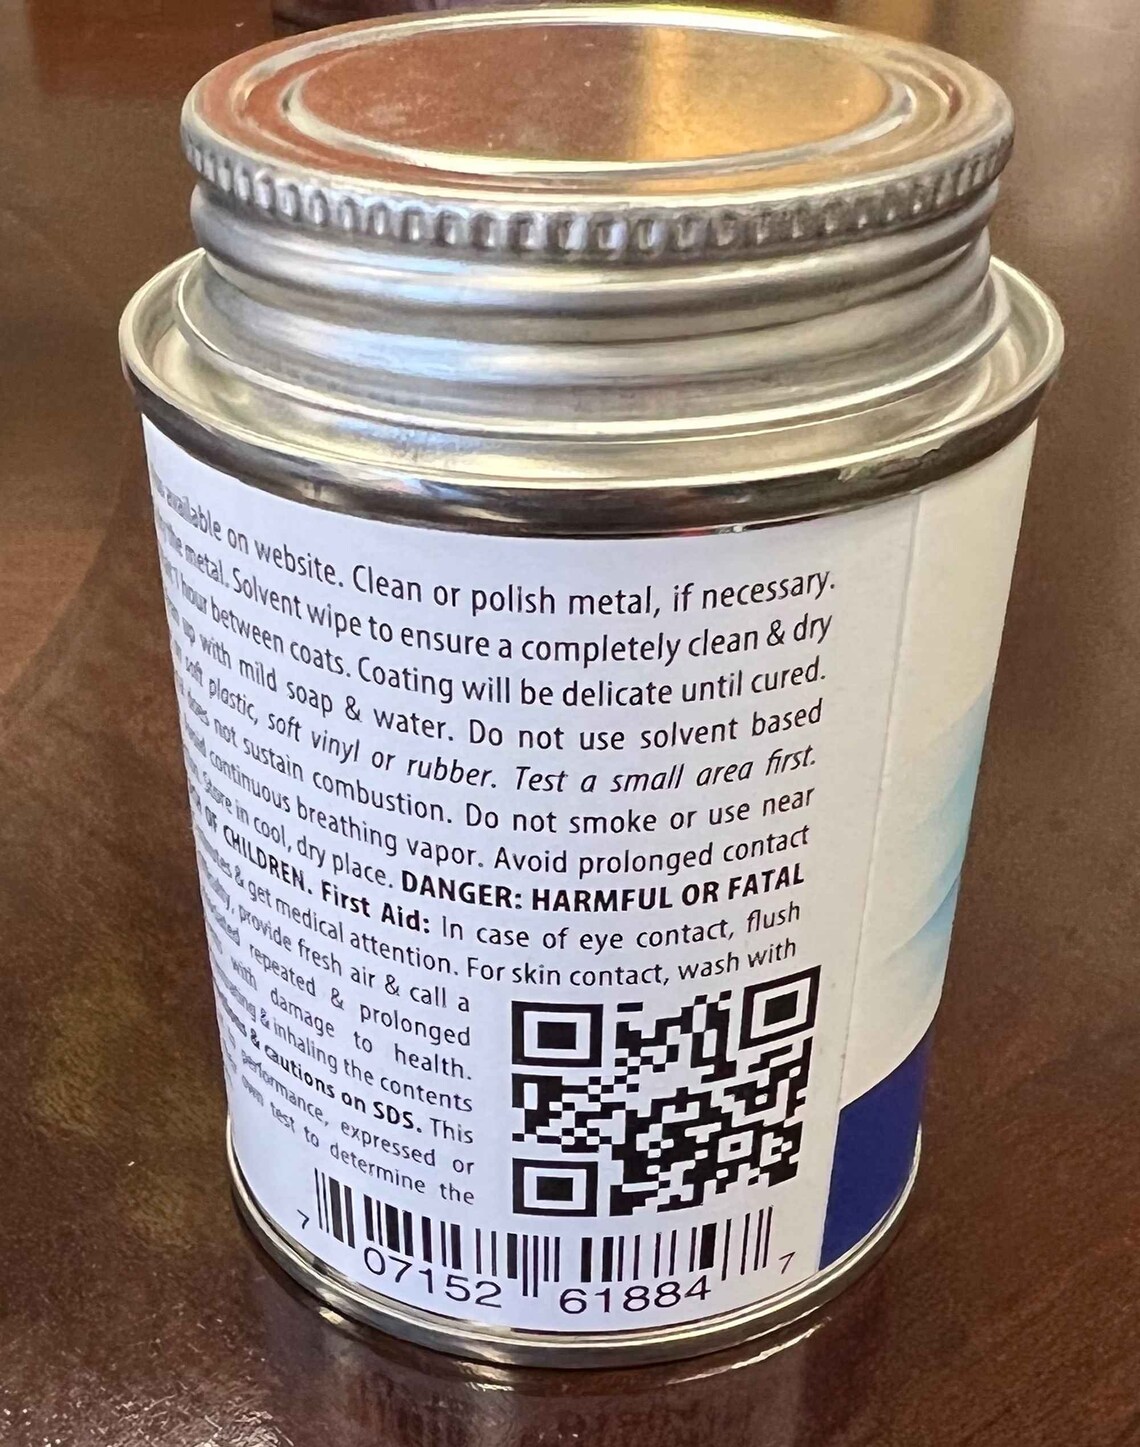 available on website. Clean or polish metal, if necessary.
the metal. Solvent wipe to ensure a completely clean & dry
hour between coats. Coating will be delicate until cured.
up with mild soap & water. Do not use solvent based
soft plastic, soft vinyl or rubber. Test a small area first.
does not sustain combustion. Do not smoke or use near
continuous breathing vapor. Avoid prolonged contact
Store in cool, dry place. DANGER: HARMFUL OR FATAL
OF CHILDREN. First Aid: In case of eye contact, flush
& get medical attention. For skin contact, wash with
provide fresh air & call a
repeated & prolonged
with damage to health.
& inhaling the contents
& cautions on SDS. This
performance, expressed or
own test to determine the
7 07152 61884 7